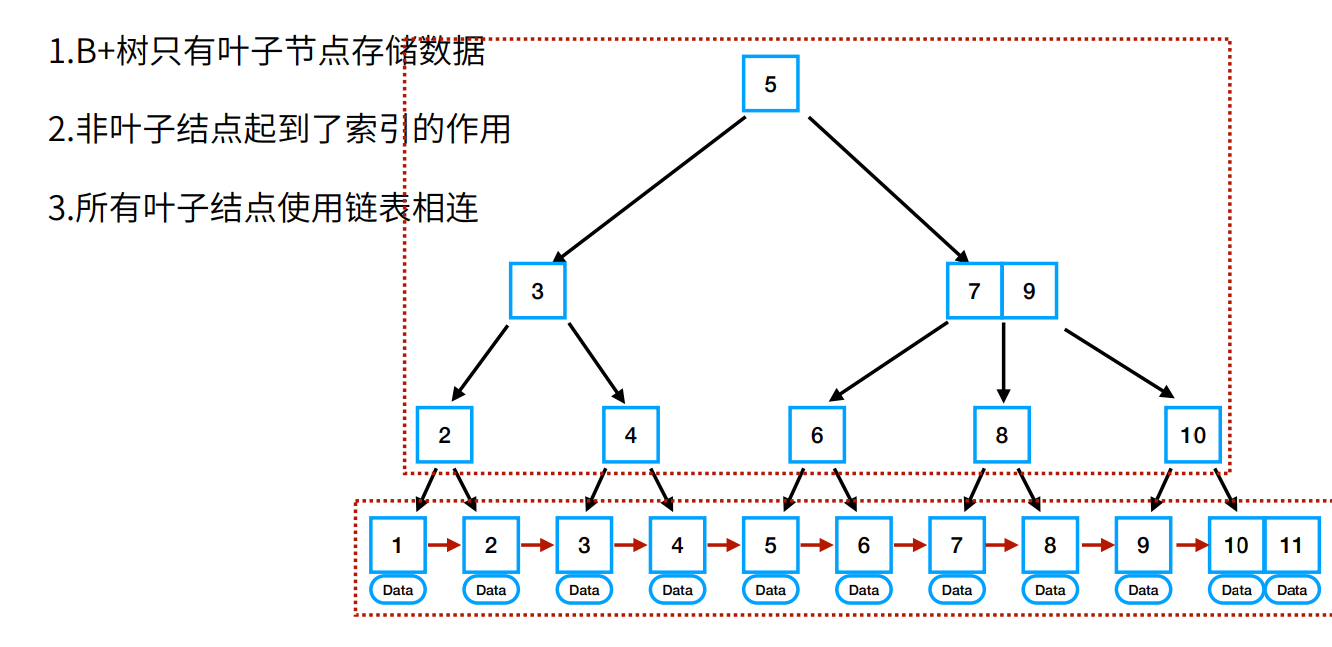 1.B+树只有叶子节点存储数据
2.非叶子结点起到了索引的作用
3.所有叶子结点使用链表相连
5
3
7 9
2 4 6 8 10
1 2 3 4 5 6 7 8 9 10 11
Data Data Data Data Data Data Data Data Data Data Data